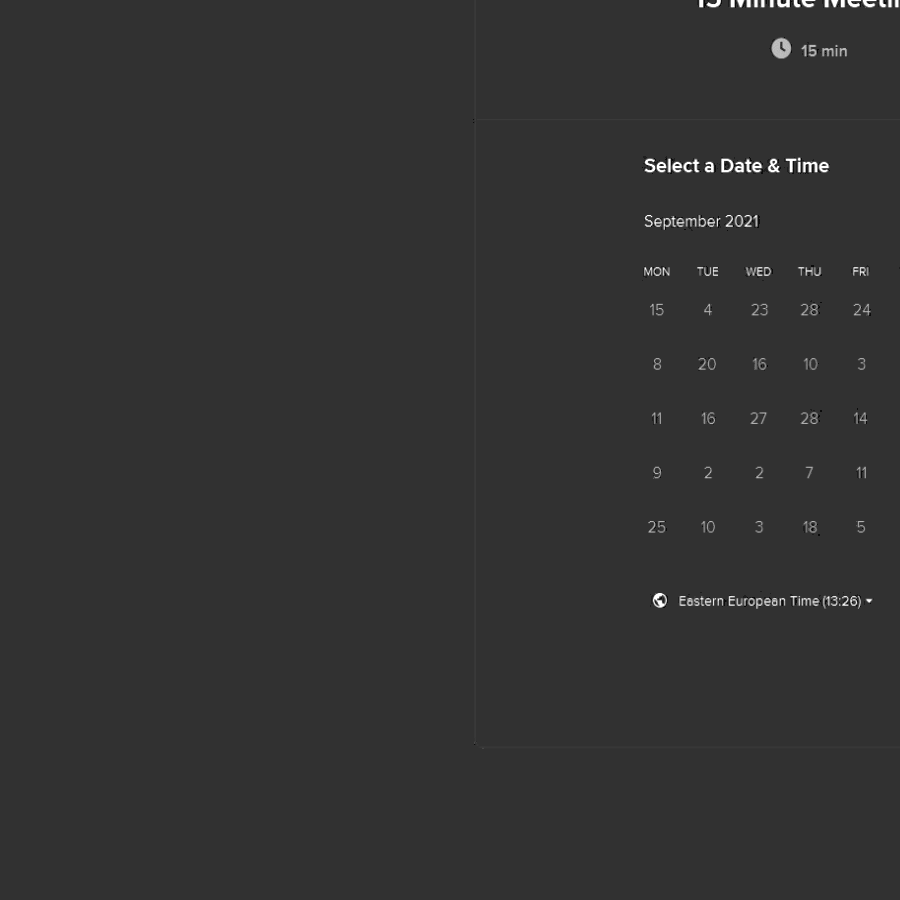 15 Minute
15 min
Select a Date & Time
September 2021
MON TUE WED THU FRI
15 4 23 28 24
8 20 16 10 3
11 16 27 28 14
9 2 2 7 11
25 10 3 18 5
Eastern European Time (13:26)